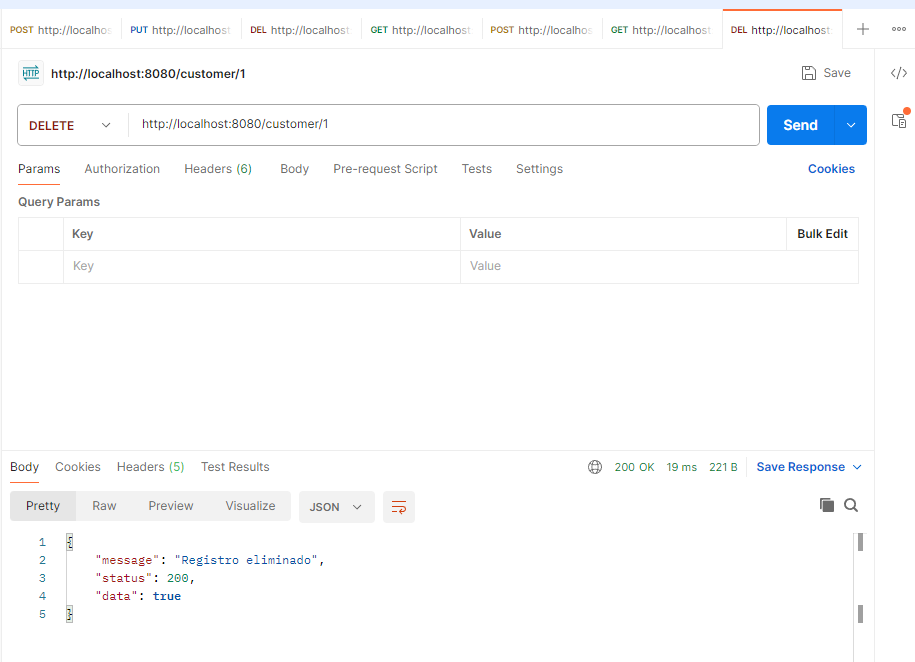 POST http://localhos PUT http://localhost DEL http://localhost GET http://localhost POST http://localhos GET http://localhost DEL http://localhost
HTTP http://localhost:8080/customer/1 Save
DELETE http://localhost:8080/customer/1 Send
Params Authorization Headers (6) Body Pre-request Script Tests Settings Cookies
Query Params
Key Value Bulk Edit
Key Value
Body Cookies Headers (5) Test Results 200 OK 19 ms 221 B Save Response
Pretty Raw Preview Visualize JSON
1 {
2 "message": "Registro eliminado",
3 "status": 200,
4 "data": true
5 }